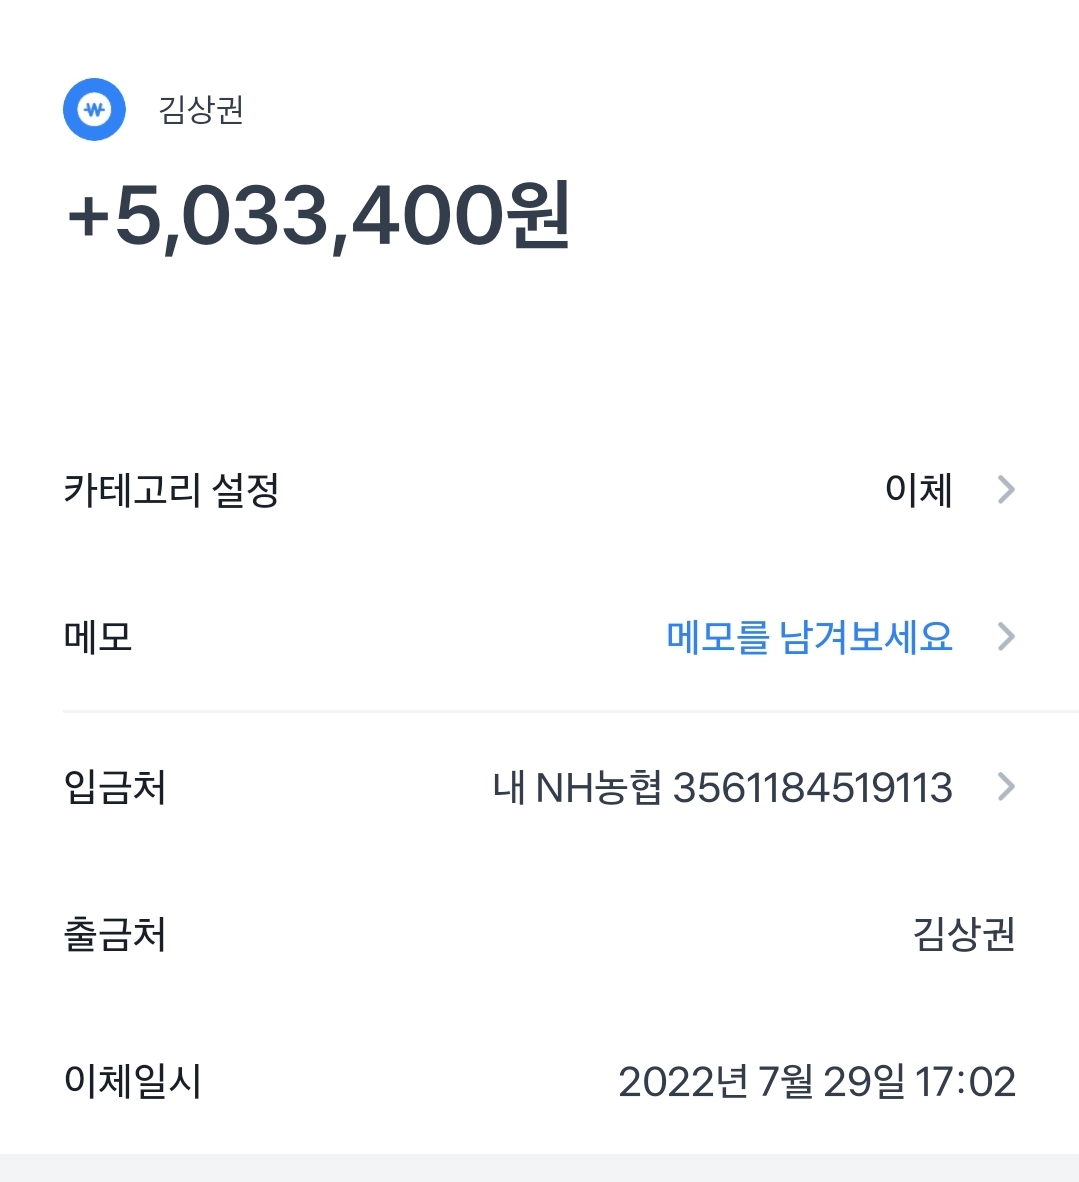 김상권
+5,033,400원
카테고리 설정 이체
메모 메모를 남겨보세요
입금처 내 NH농협 3561184519113
출금처 김상권
이체일시 2022년 7월 29일 17:02